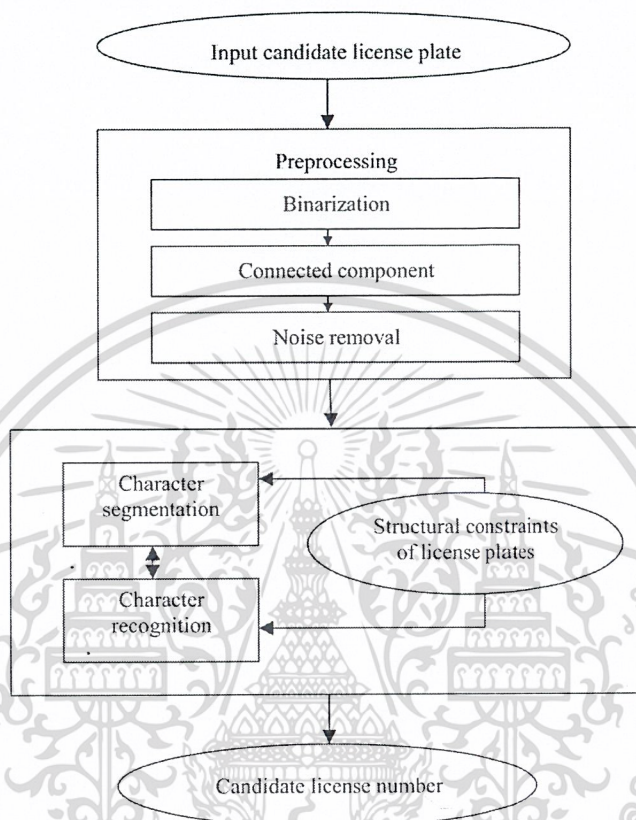 Input candidate license plate
Preprocessing
Binarization
Connected component
Noise removal
Character
segmentation
Structural constraints
of license plates
Character
recognition
Candidate license number